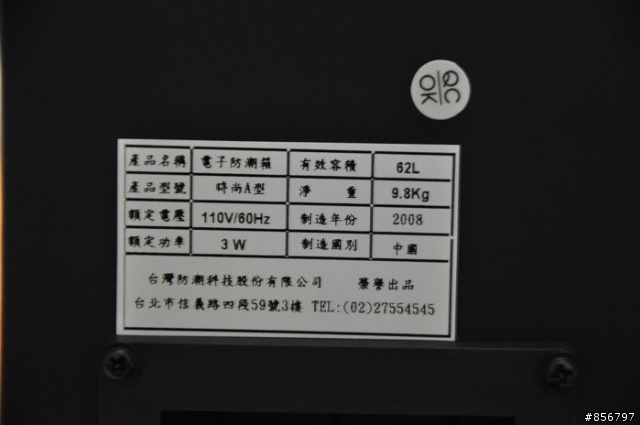 QC
OK
產品名稱 電子防潮箱 有效容積 62L
產品型號 時尚A型 淨 重 9.8Kg
額定電壓 110V/60Hz 制造年份 2008
額定功率 3 W 制造國別 中國
台灣防潮科技股份有限公司 榮譽出品
台北市信義路四段59號3樓 TEL:(02)27554545
#856797